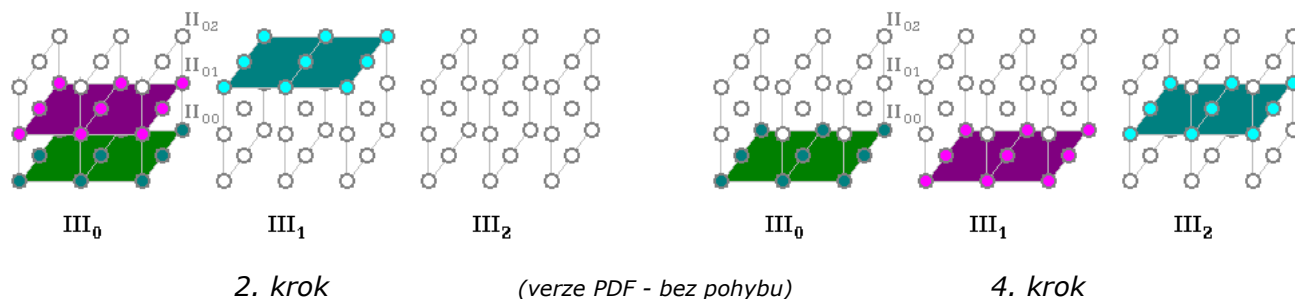 II02 II02
II01 II01
II00 II00
III0 III1 III2 III0 III1 III2
2. krok (verze PDF - bez pohybu) 4. krok